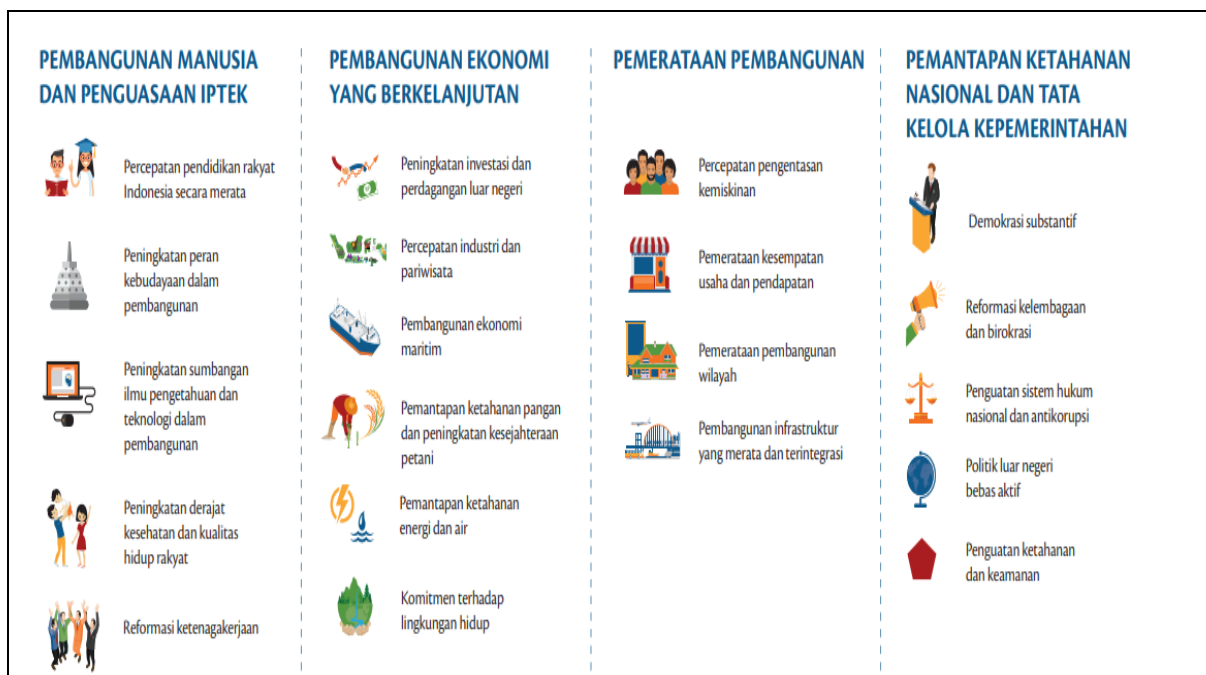 PEMBANGUNAN MANUSIA
DAN PENGUASAAN IPTEK
Percepatan pendidikan rakyat
Indonesia secara merata
Peningkatan peran
kebudayaan dalam
pembangunan
Peningkatan sumbangan
ilmu pengetahuan dan
teknologi dalam
pembangunan
Peningkatan derajat
kesehatan dan kualitas
hidup rakyat
Reformasi ketenagakerjaan
PEMBANGUNAN EKONOMI
YANG BERKELANJUTAN
Peningkatan investasi dan
perdagangan luar negeri
Percepatan industri dan
pariwisata
Pembangunan ekonomi
maritim
Pemantapan ketahanan pangan
dan peningkatan kesejahteraan
petani
Pemantapan ketahanan
energi dan air
Komitmen terhadap
lingkungan hidup
PEMERATAAN PEMBANGUNAN
Percepatan pengentasan
kemiskinan
Pemerataan kesempatan
usaha dan pendapatan
Pemerataan pembangunan
wilayah
Pembangunan infrastruktur
yang merata dan terintegrasi
PEMANTAPAN KETAHANAN
NASIONAL DAN TATA
KELOLA KEPEMERINTAHAN
Demokrasi substantif
Reformasi kelembagaan
dan birokrasi
Penguatan sistem hukum
nasional dan antikorupsi
Politik luar negeri
bebas aktif
Penguatan ketahanan
dan keamanan